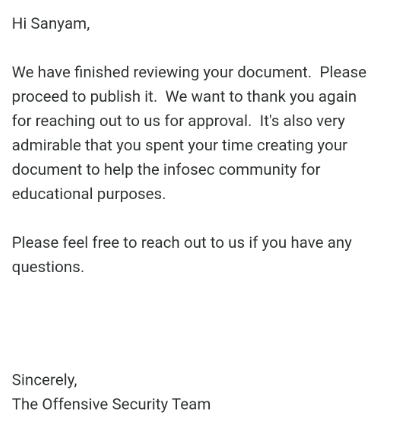 Hi Sanyam,
We have finished reviewing your document.  Please
proceed to publish it.  We want to thank you again
for reaching out to us for approval.  It's also very
admirable that you spent your time creating your
document to help the infosec community for
educational purposes.
Please feel free to reach out to us if you have any
questions.
Sincerely,
The Offensive Security Team